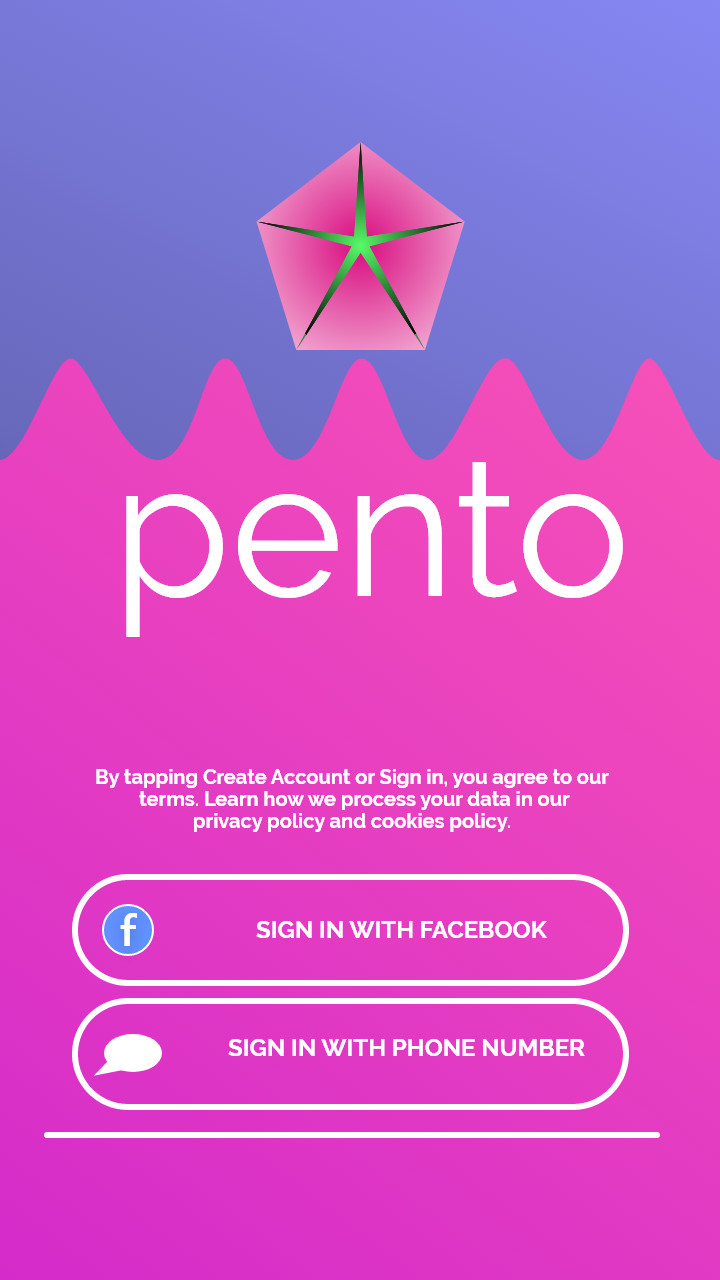 pento
By tapping Create Account or Sign in, you agree to our
terms. Learn how we process your data in our
privacy policy and cookies policy.
f
SIGN IN WITH FACEBOOK
SIGN IN WITH PHONE NUMBER